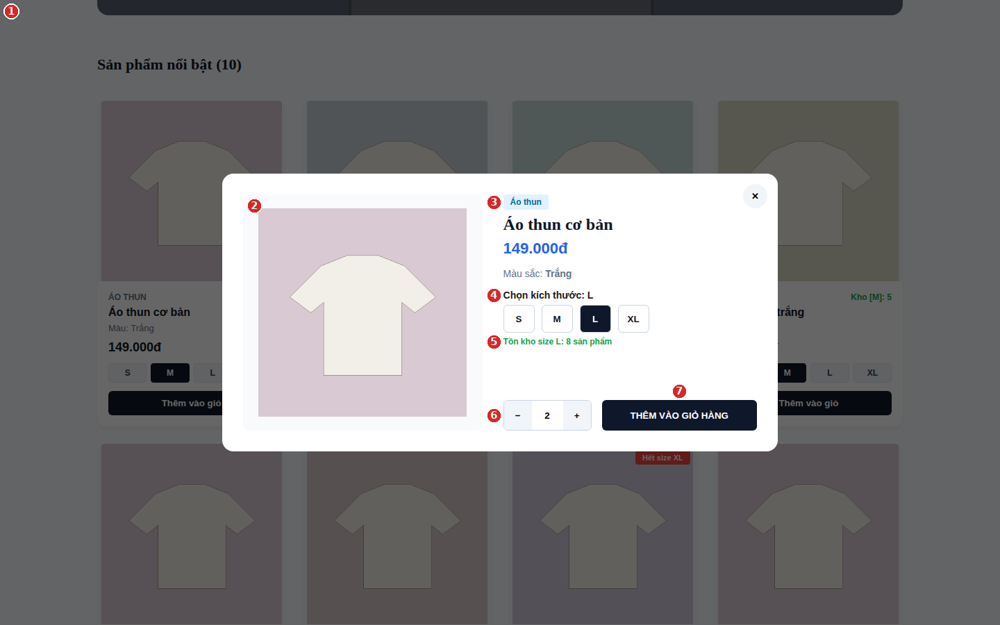 1
Sản phẩm nổi bật (10)
2
3 Áo thun
×
Áo thun cơ bản
149.000đ
Màu sắc: Trắng
4 Chọn kích thước: L
S M L XL
5 Tồn kho size L: 8 sản phẩm
7
6 − 2 + THÊM VÀO GIỎ HÀNG
ÁO THUN
Áo thun cơ bản
Màu: Trắng
149.000đ
S M L
Thêm vào giỏ
Kho [M]: 5
trắng
M L XL
Thêm vào giỏ
Hết size XL